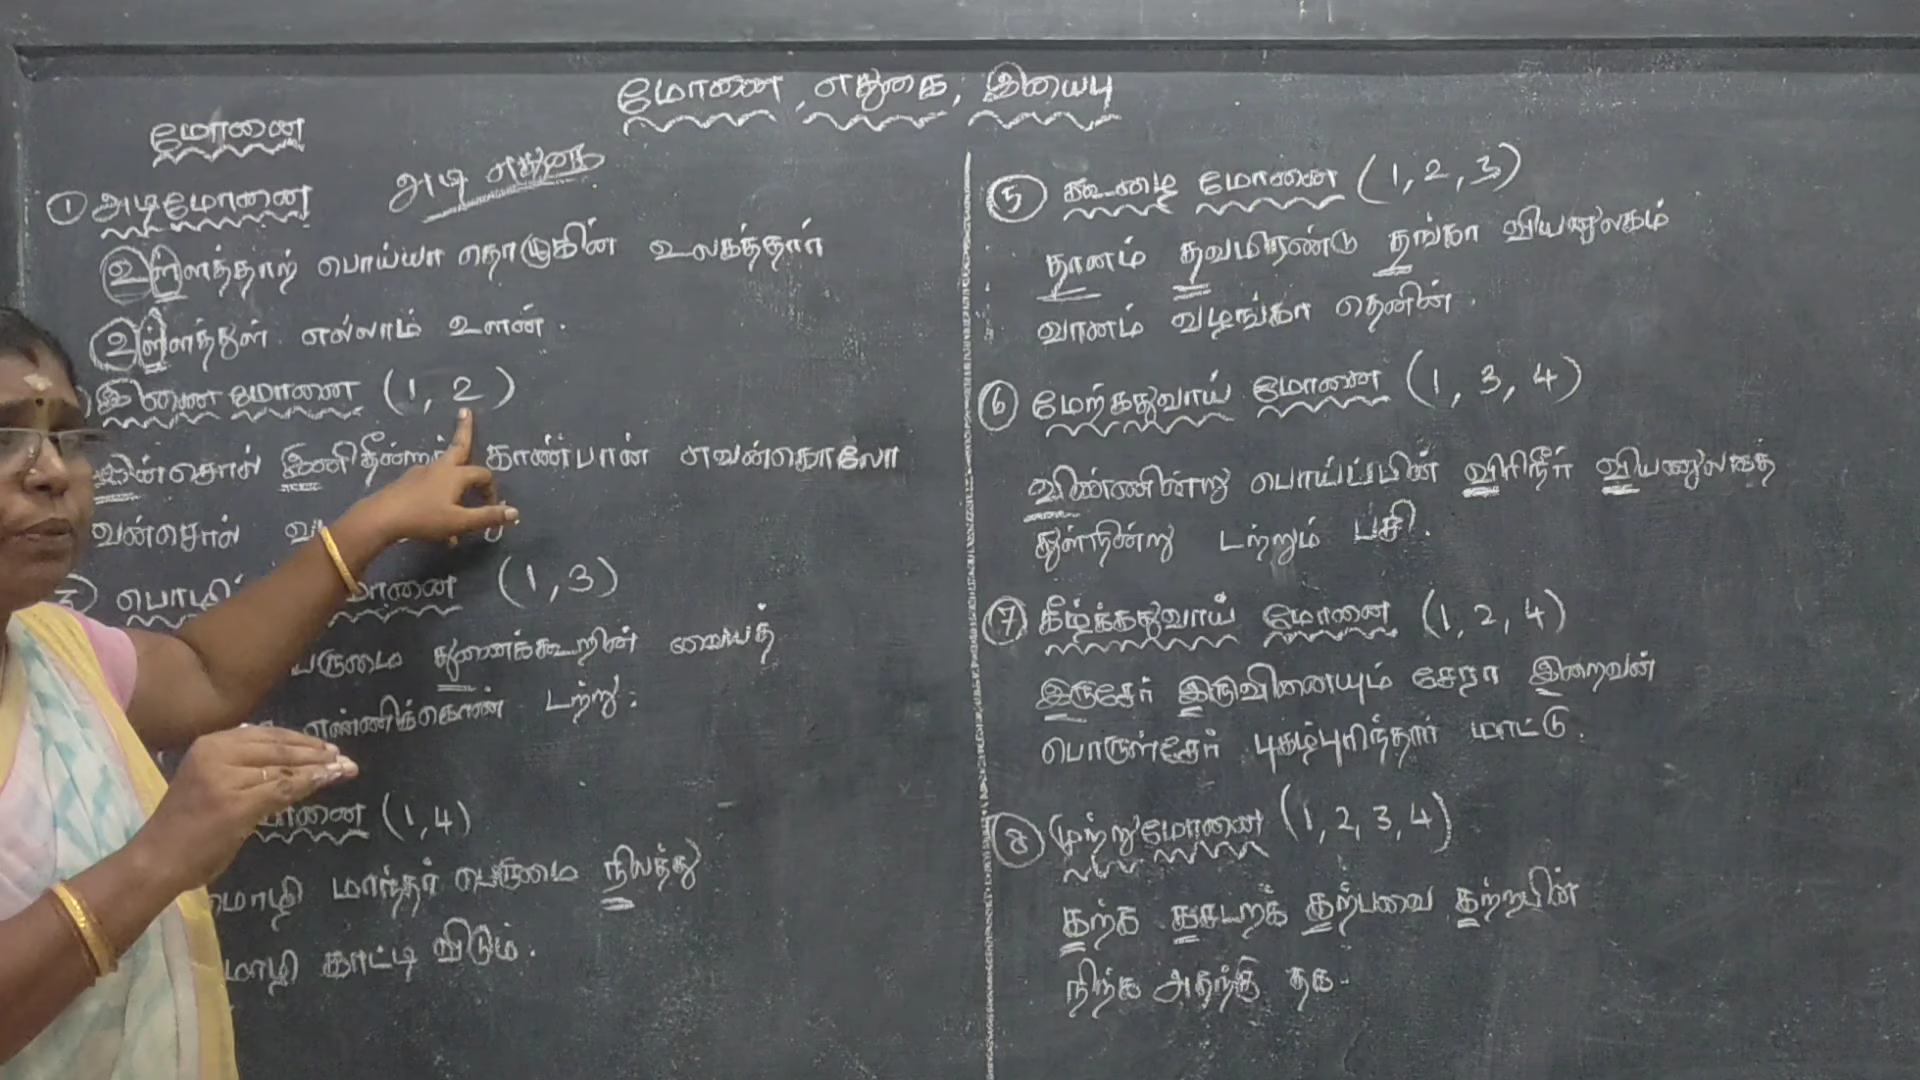 மோனை, எதுகை, இயைபு
மோனை
① அடிமோனை அடி எதுகை
உள்ளத்தாற் பொய்யா தொழுகின் உலகத்தார்
உள்ளத்துள் எல்லாம் உளன்.
இணை மோனை (1, 2)
இன்சொல் இனிதீன்றல் காண்பான் எவன்கொலோ
வன்சொல்
(1, 3)
துணைக்கூறின் வையத்
எண்ணிக்கொண் டற்று.
(1, 4)
மாந்தர் பெருமை நிலத்து
காட்டி விடும்.
⑤ கூழை மோனை (1, 2, 3)
தானம் தவமிரண்டு தங்கா வியனுலகம்
வானம் வழங்கா தெனின்.
⑥ மேற்கதுவாய் மோனை (1, 3, 4)
விண்ணின்று பொய்ப்பின் விரிநீர் வியனுலகத்
துள்நின்று டற்றும் பசி.
⑦ கீழ்க்கதுவாய் மோனை (1, 2, 4)
இருள்சேர் இருவினையும் சேரா இறைவன்
பொருள்சேர் புகழ்புரிந்தார் மாட்டு.
⑧ முற்றுமோனை (1, 2, 3, 4)
கற்க கசடறக் கற்பவை கற்றபின்
நிற்க அதற்கு தக.